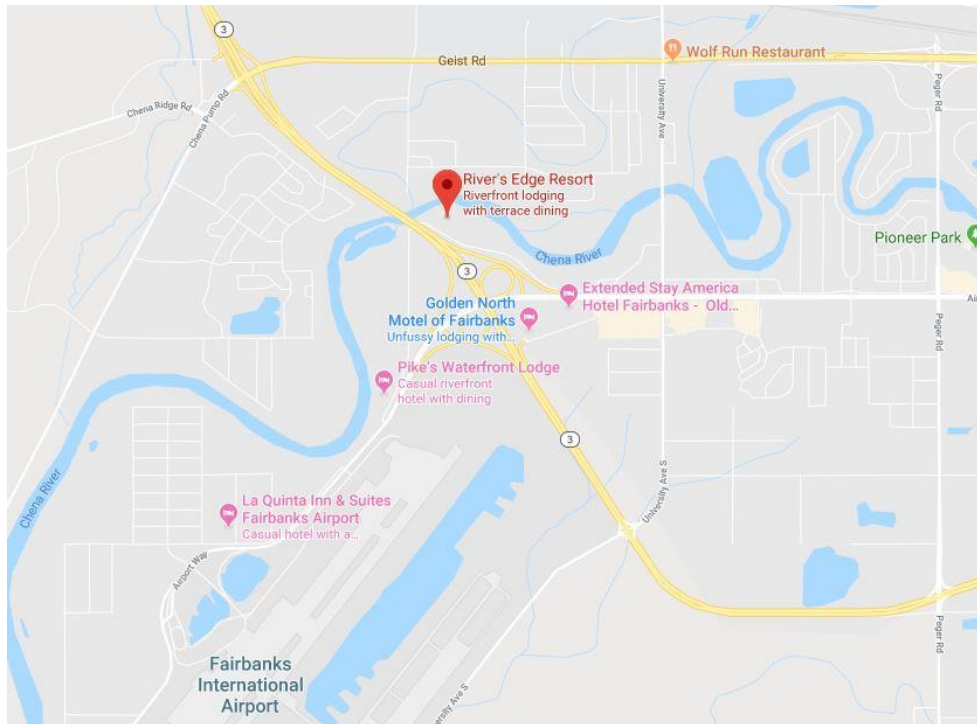 3
Geist Rd
Wolf Run Restaurant
Chena Ridge Rd
Chena Pump Rd
University Ave
Peger Rd
River's Edge Resort
Riverfront lodging
with terrace dining
Chena River
Pioneer Park
3
Extended Stay America
Hotel Fairbanks - Old...
Golden North
Motel of Fairbanks
Unfussy lodging with...
Peger Rd
Pike's Waterfront Lodge
Casual riverfront
hotel with dining
3
Chena River
University Ave S
La Quinta Inn & Suites
Fairbanks Airport
Casual hotel with a...
Airport Way
Peger Rd
Fairbanks
International
Airport